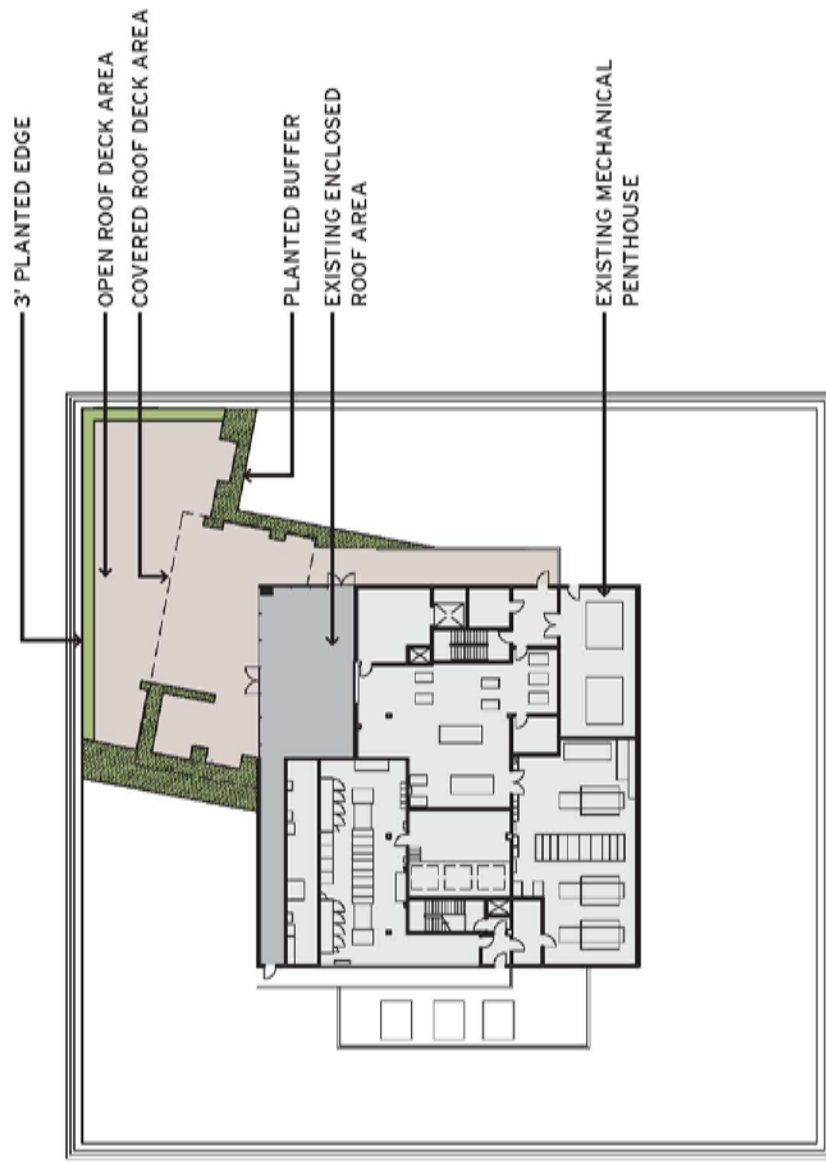 3' PLANTED EDGE
OPEN ROOF DECK AREA
COVERED ROOF DECK AREA
PLANTED BUFFER
EXISTING ENCLOSED
ROOF AREA
EXISTING MECHANICAL
PENTHOUSE